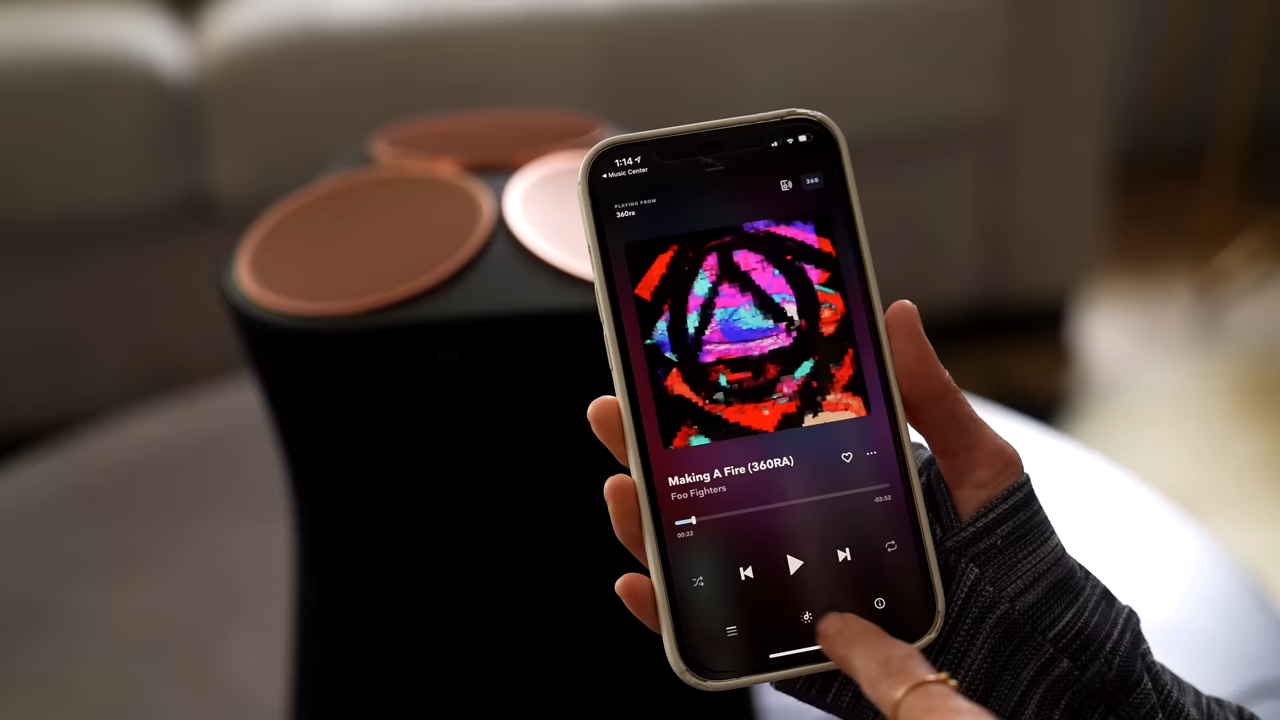 1:14
◀ Music Center
360
PLAYING FROM
360ra
Making A Fire (360RA)
Foo Fighters
00:22
-03:52